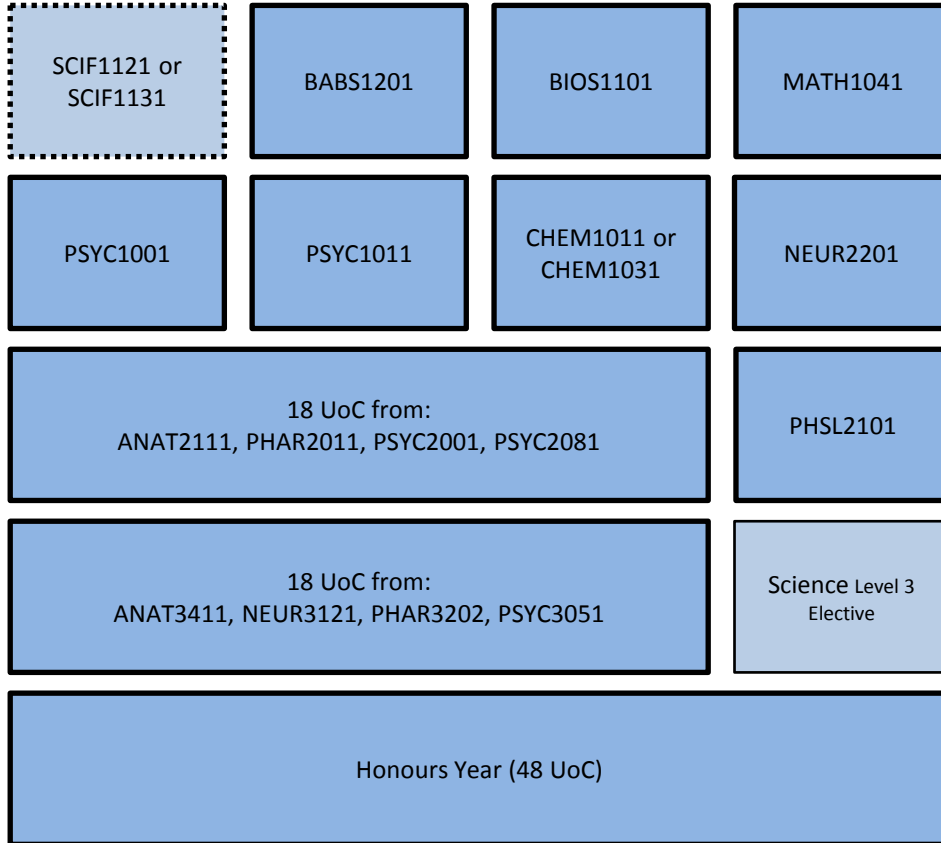 SCIF1121 or
SCIF1131
BABS1201
BIOS1101
MATH1041
PSYC1001
PSYC1011
CHEM1011 or
CHEM1031
NEUR2201
18 UoC from:
ANAT2111, PHAR2011, PSYC2001, PSYC2081
PHSL2101
18 UoC from:
ANAT3411, NEUR3121, PHAR3202, PSYC3051
Science Level 3
Elective
Honours Year (48 UoC)